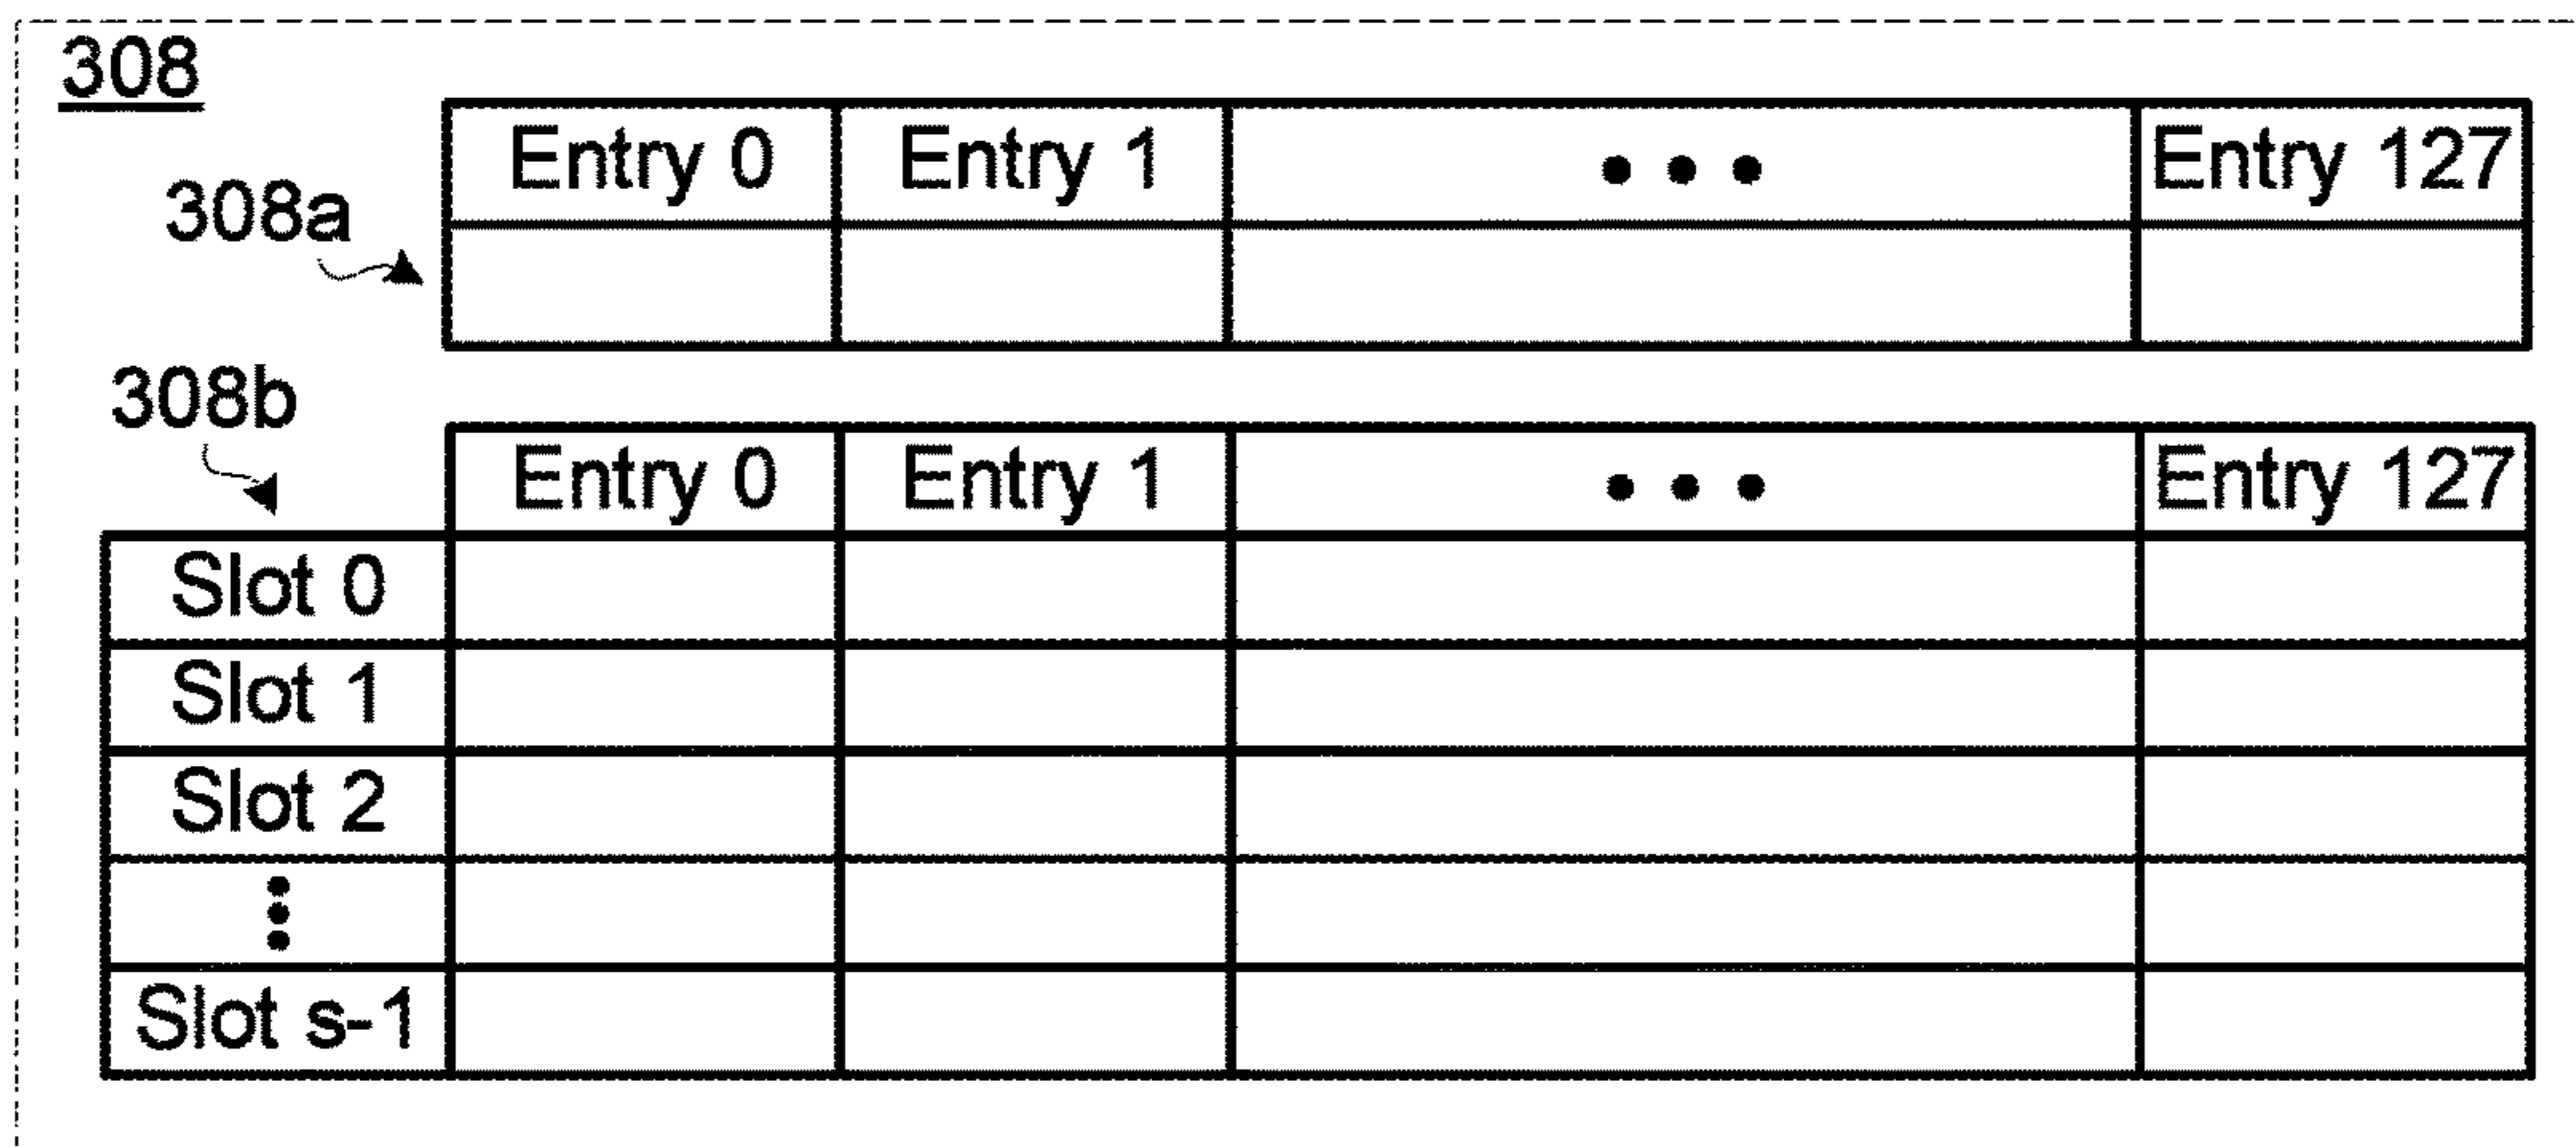 308
Entry 0 Entry 1 ••• Entry 127
308a
308b
Entry 0 Entry 1 ••• Entry 127
Slot 0
Slot 1
Slot 2
⋮
Slot s-1